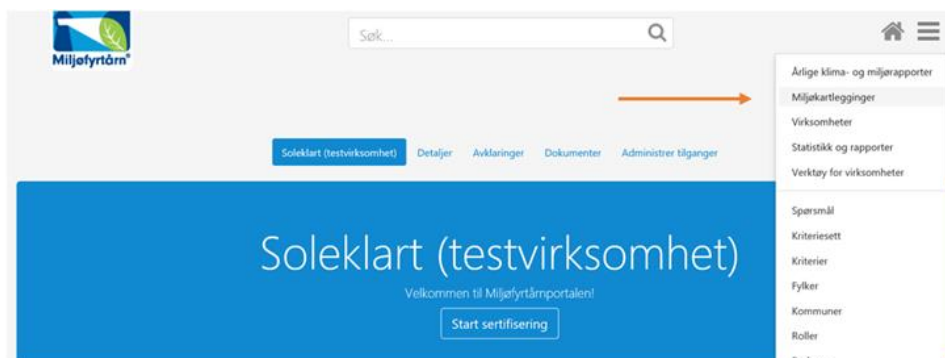 Miljøfyrtårn®
Søk...
Årlige klima- og miljørapporter
Miljøkartlegginger
Virksomheter
Statistikk og rapporter
Verktøy for virksomheter
Spørsmål
Kriteriesett
Kriterier
Fylker
Kommuner
Roller
Soleklart (testvirksomhet) Detaljer Avklaringer Dokumenter Administrer tilganger
Soleklart (testvirksomhet)
Velkommen til Miljøfyrtårnportalen!
Start sertifisering